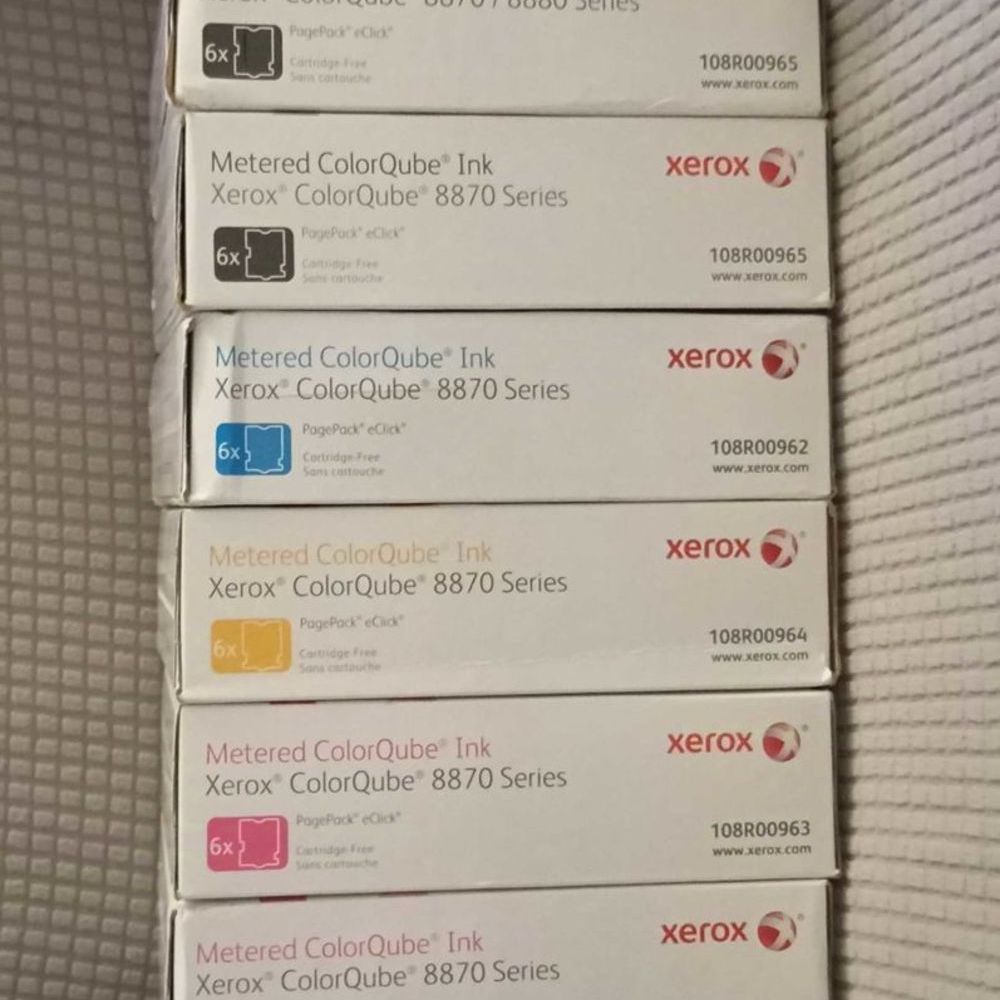 Xerox® ColorQube® 8870 / 8880 Series
6x
PagePack® eClick®
Cartridge-Free
Sans cartouche
108R00965
www.xerox.com
Metered ColorQube® Ink
Xerox® ColorQube® 8870 Series
xerox
6x
PagePack® eClick®
Cartridge-Free
Sans cartouche
108R00965
www.xerox.com
Metered ColorQube® Ink
Xerox® ColorQube® 8870 Series
xerox
6x
PagePack® eClick®
Cartridge-Free
Sans cartouche
108R00962
www.xerox.com
Metered ColorQube® Ink
Xerox® ColorQube® 8870 Series
xerox
6x
PagePack® eClick®
Cartridge-Free
Sans cartouche
108R00964
www.xerox.com
Metered ColorQube® Ink
Xerox® ColorQube® 8870 Series
xerox
6x
PagePack® eClick®
Cartridge-Free
Sans cartouche
108R00963
www.xerox.com
Metered ColorQube® Ink
Xerox® ColorQube® 8870 Series
xerox